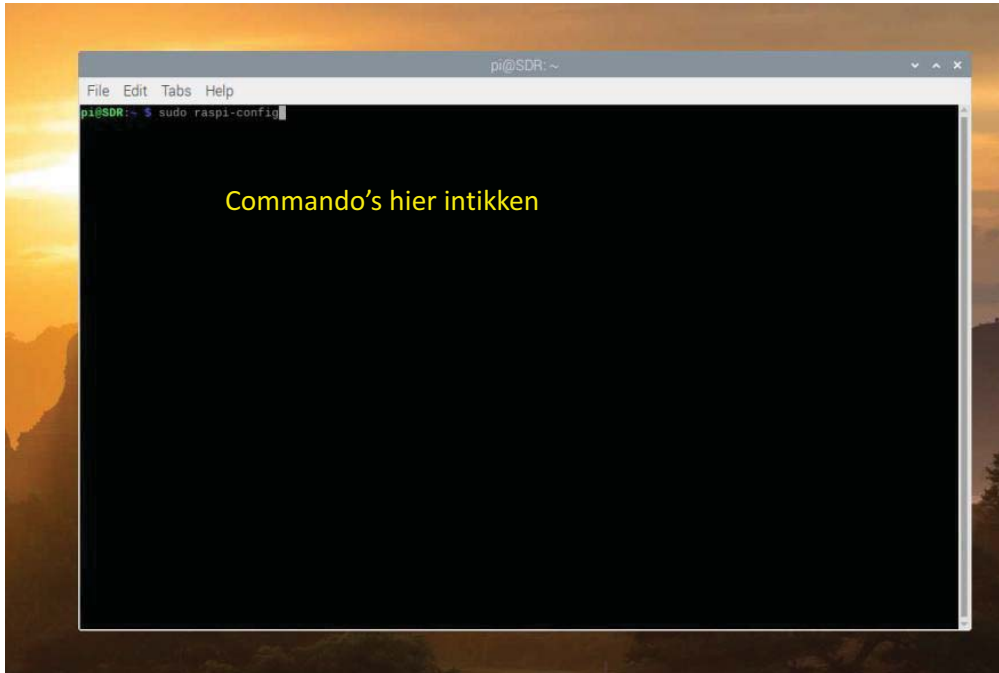 pi@SDR: ~
File Edit Tabs Help
pi@SDR:~ $ sudo raspi-config
Commando’s hier intikken